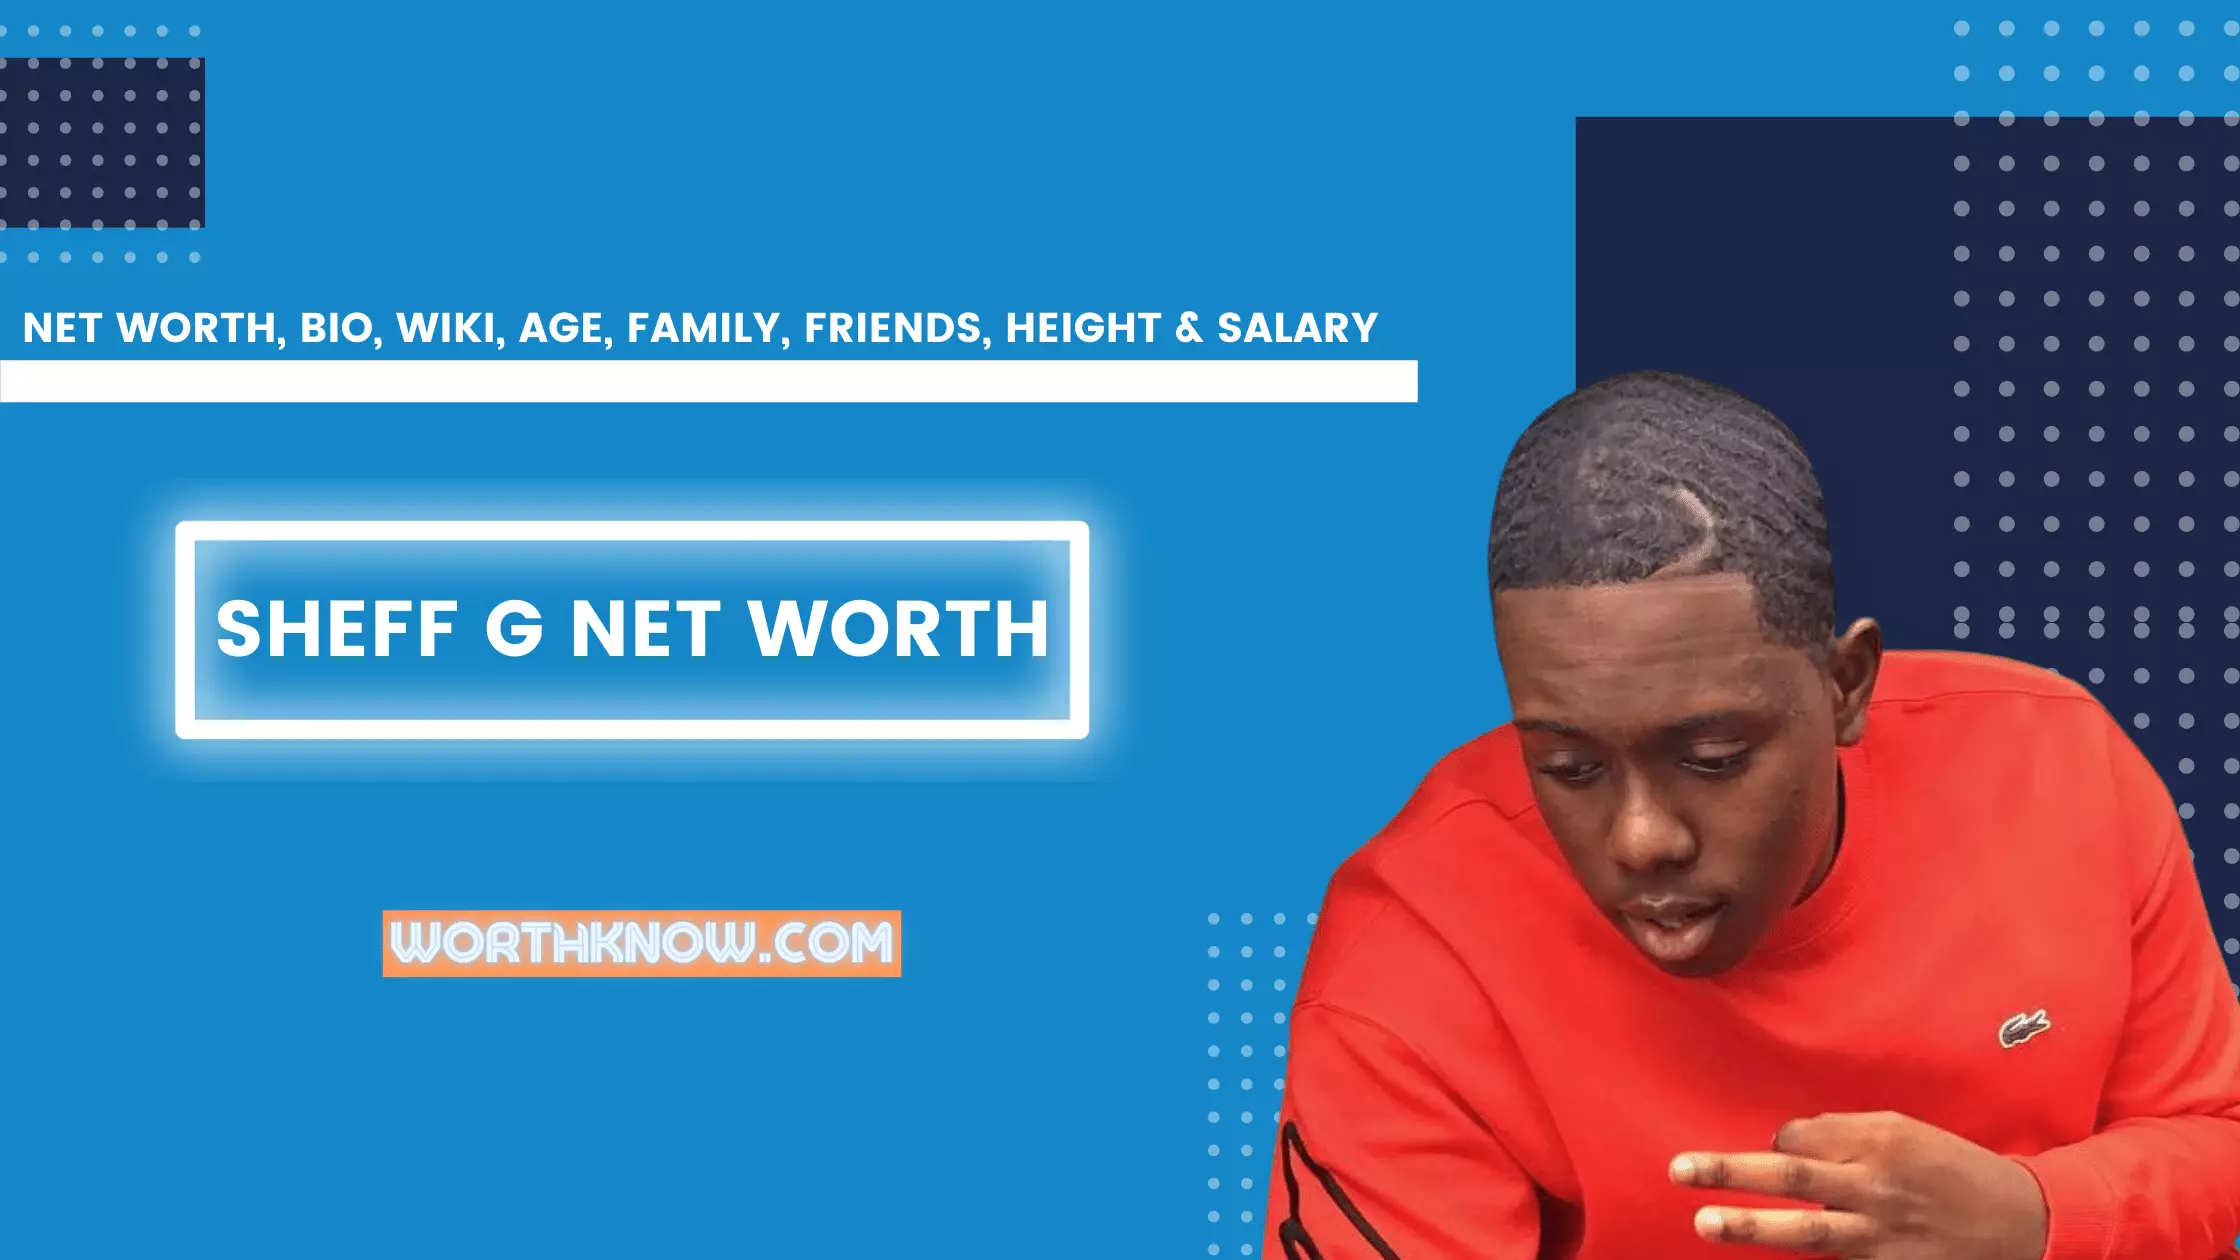 NET WORTH, BIO, WIKI, AGE, FAMILY, FRIENDS, HEIGHT & SALARY
SHEFF G NET WORTH
WORTHKNOW.COM